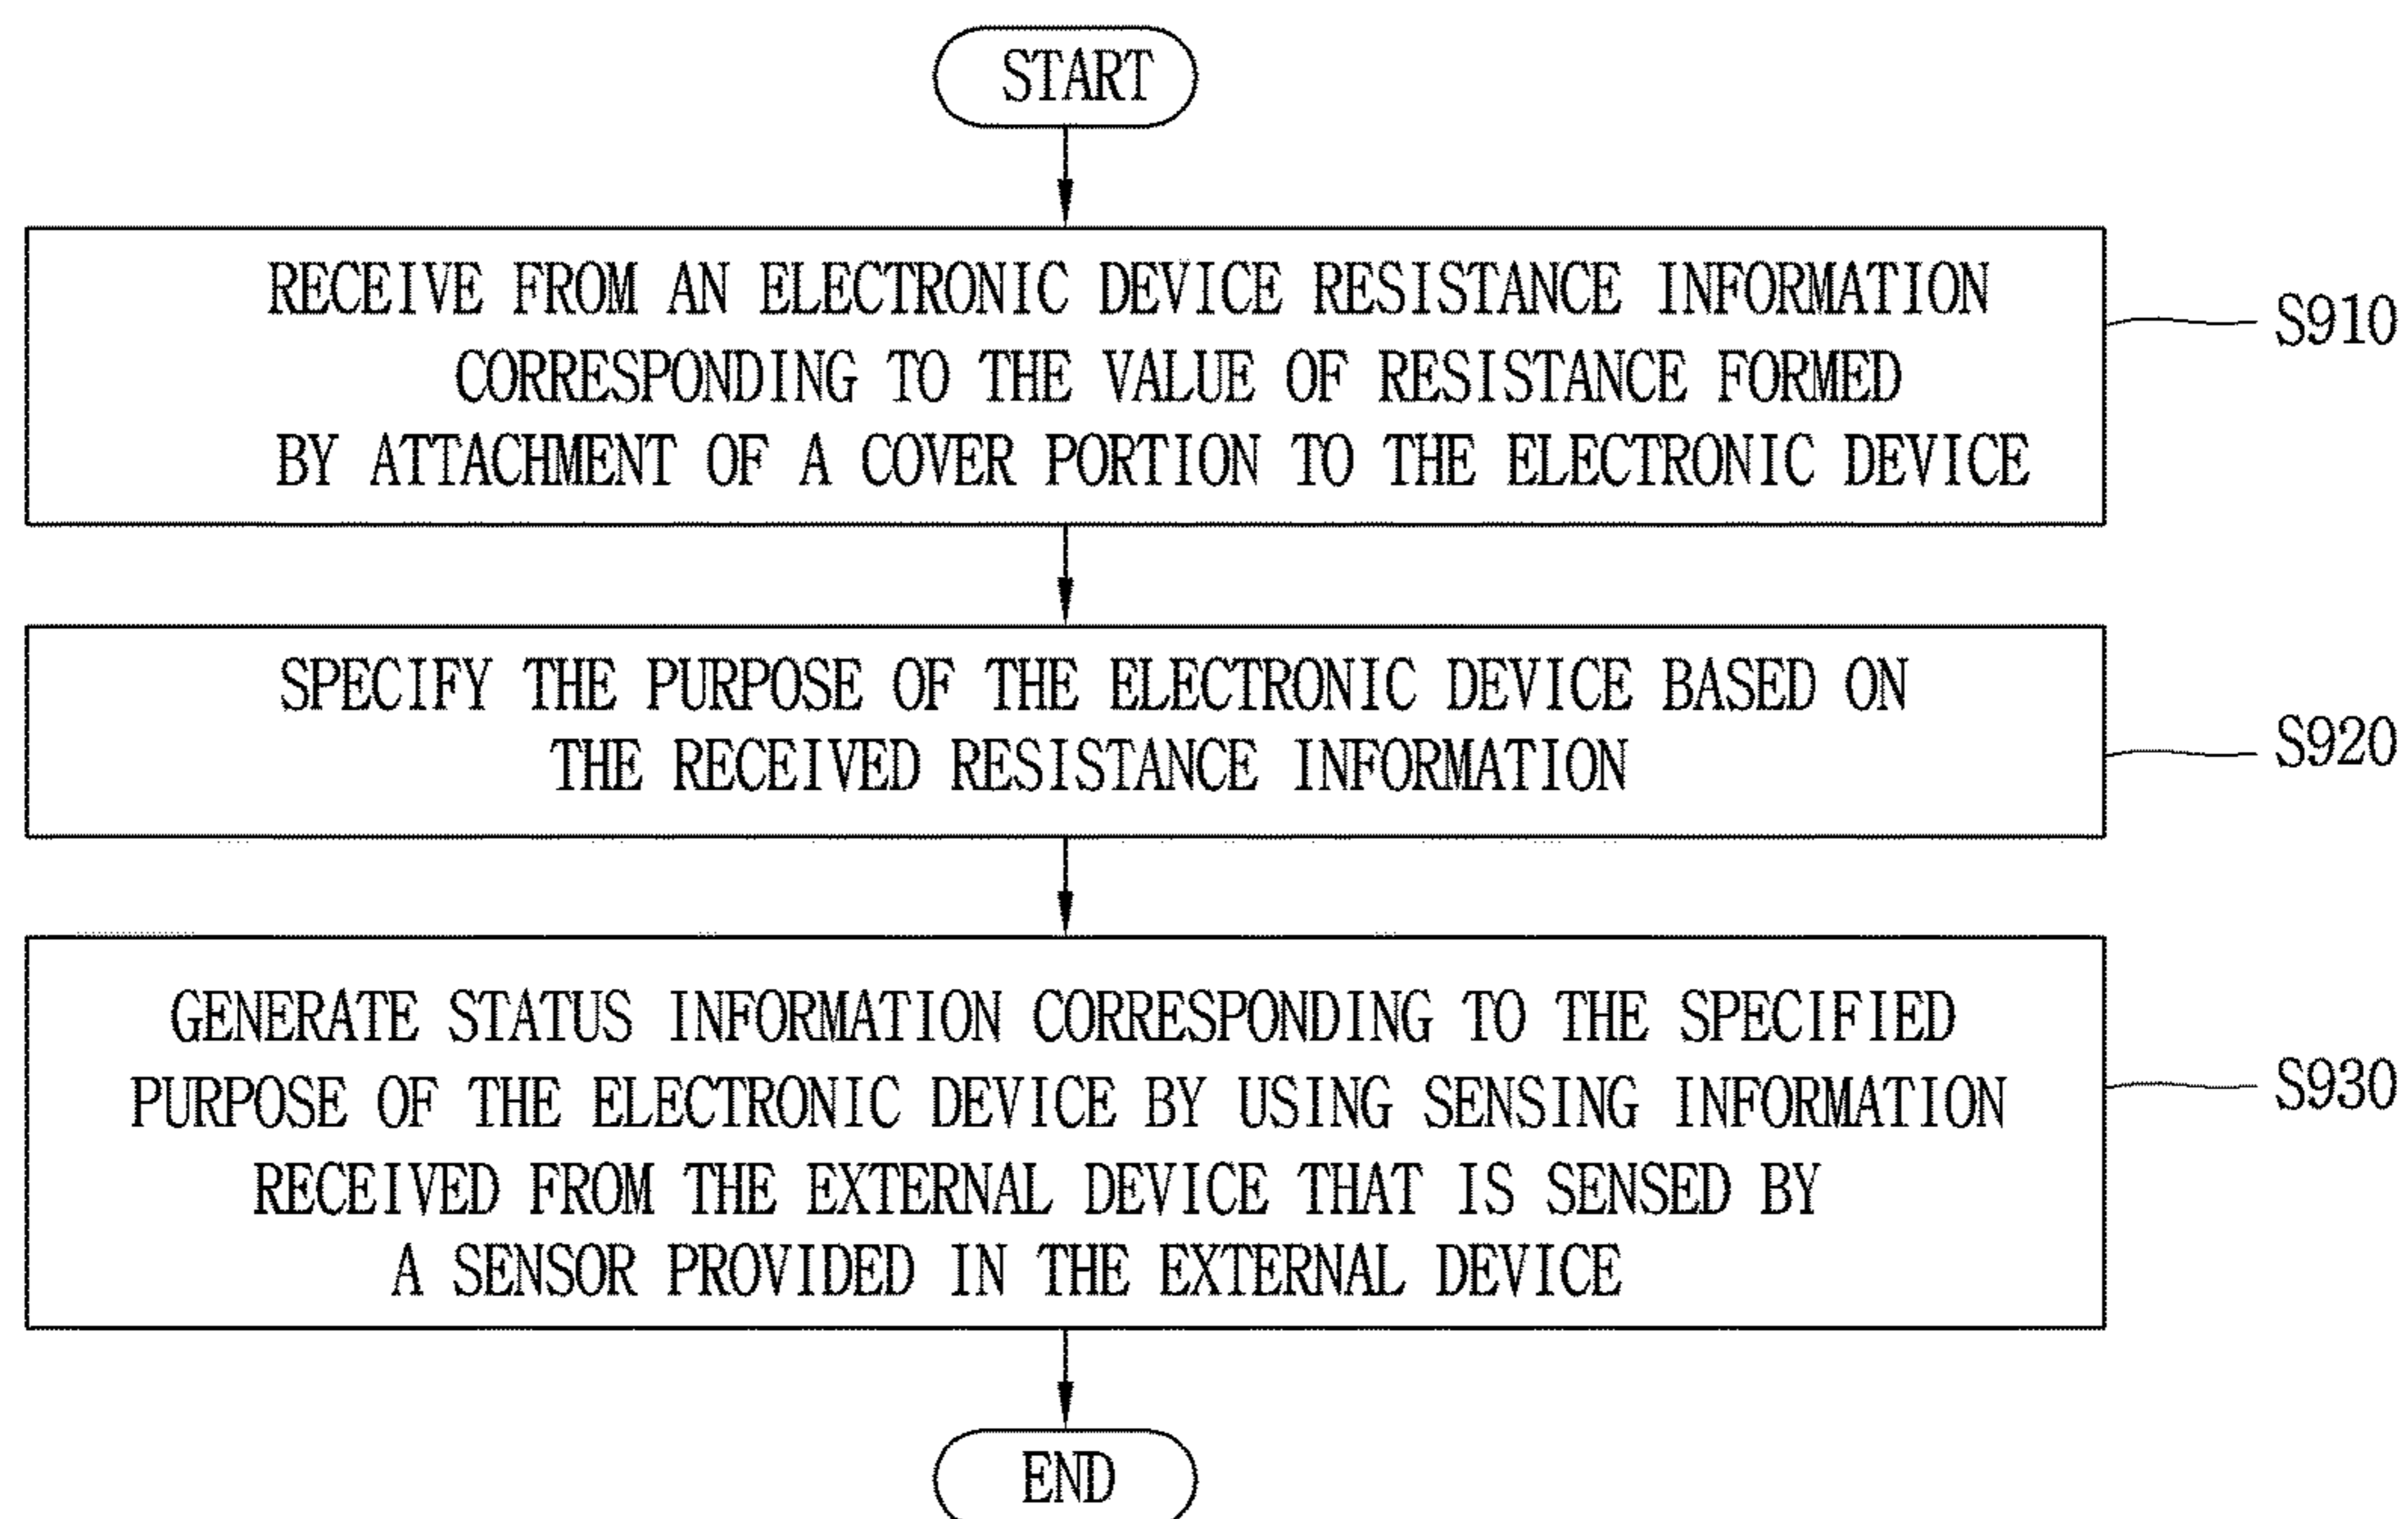 START
RECEIVE FROM AN ELECTRONIC DEVICE RESISTANCE INFORMATION
CORRESPONDING TO THE VALUE OF RESISTANCE FORMED
BY ATTACHMENT OF A COVER PORTION TO THE ELECTRONIC DEVICE
S910
SPECIFY THE PURPOSE OF THE ELECTRONIC DEVICE BASED ON
THE RECEIVED RESISTANCE INFORMATION
S920
GENERATE STATUS INFORMATION CORRESPONDING TO THE SPECIFIED
PURPOSE OF THE ELECTRONIC DEVICE BY USING SENSING INFORMATION
RECEIVED FROM THE EXTERNAL DEVICE THAT IS SENSED BY
A SENSOR PROVIDED IN THE EXTERNAL DEVICE
S930
END